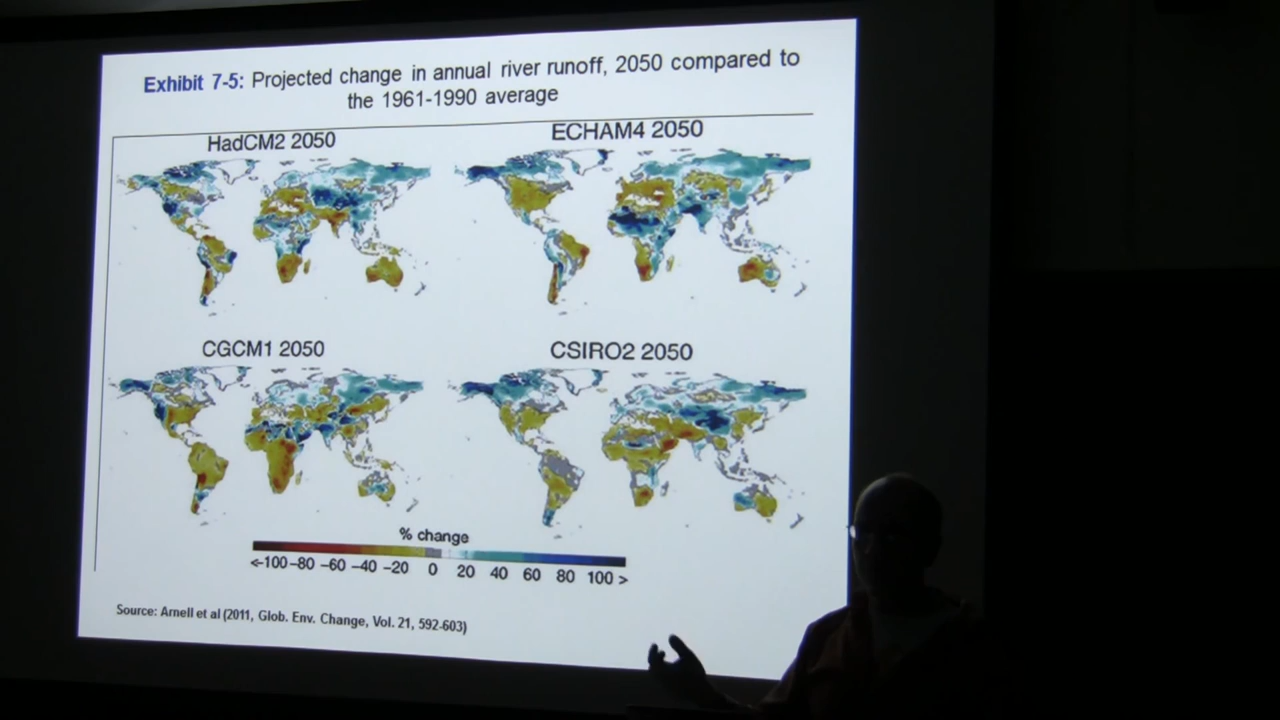 Exhibit 7-5: Projected change in annual river runoff, 2050 compared to
the 1961-1990 average
HadCM2 2050
ECHAM4 2050
CGCM1 2050
CSIRO2 2050
% change
<-100 -80 -60 -40 -20 0 20 40 60 80 100 >
Source: Arnell et al (2011, Glob. Env. Change, Vol. 21, 592-603)